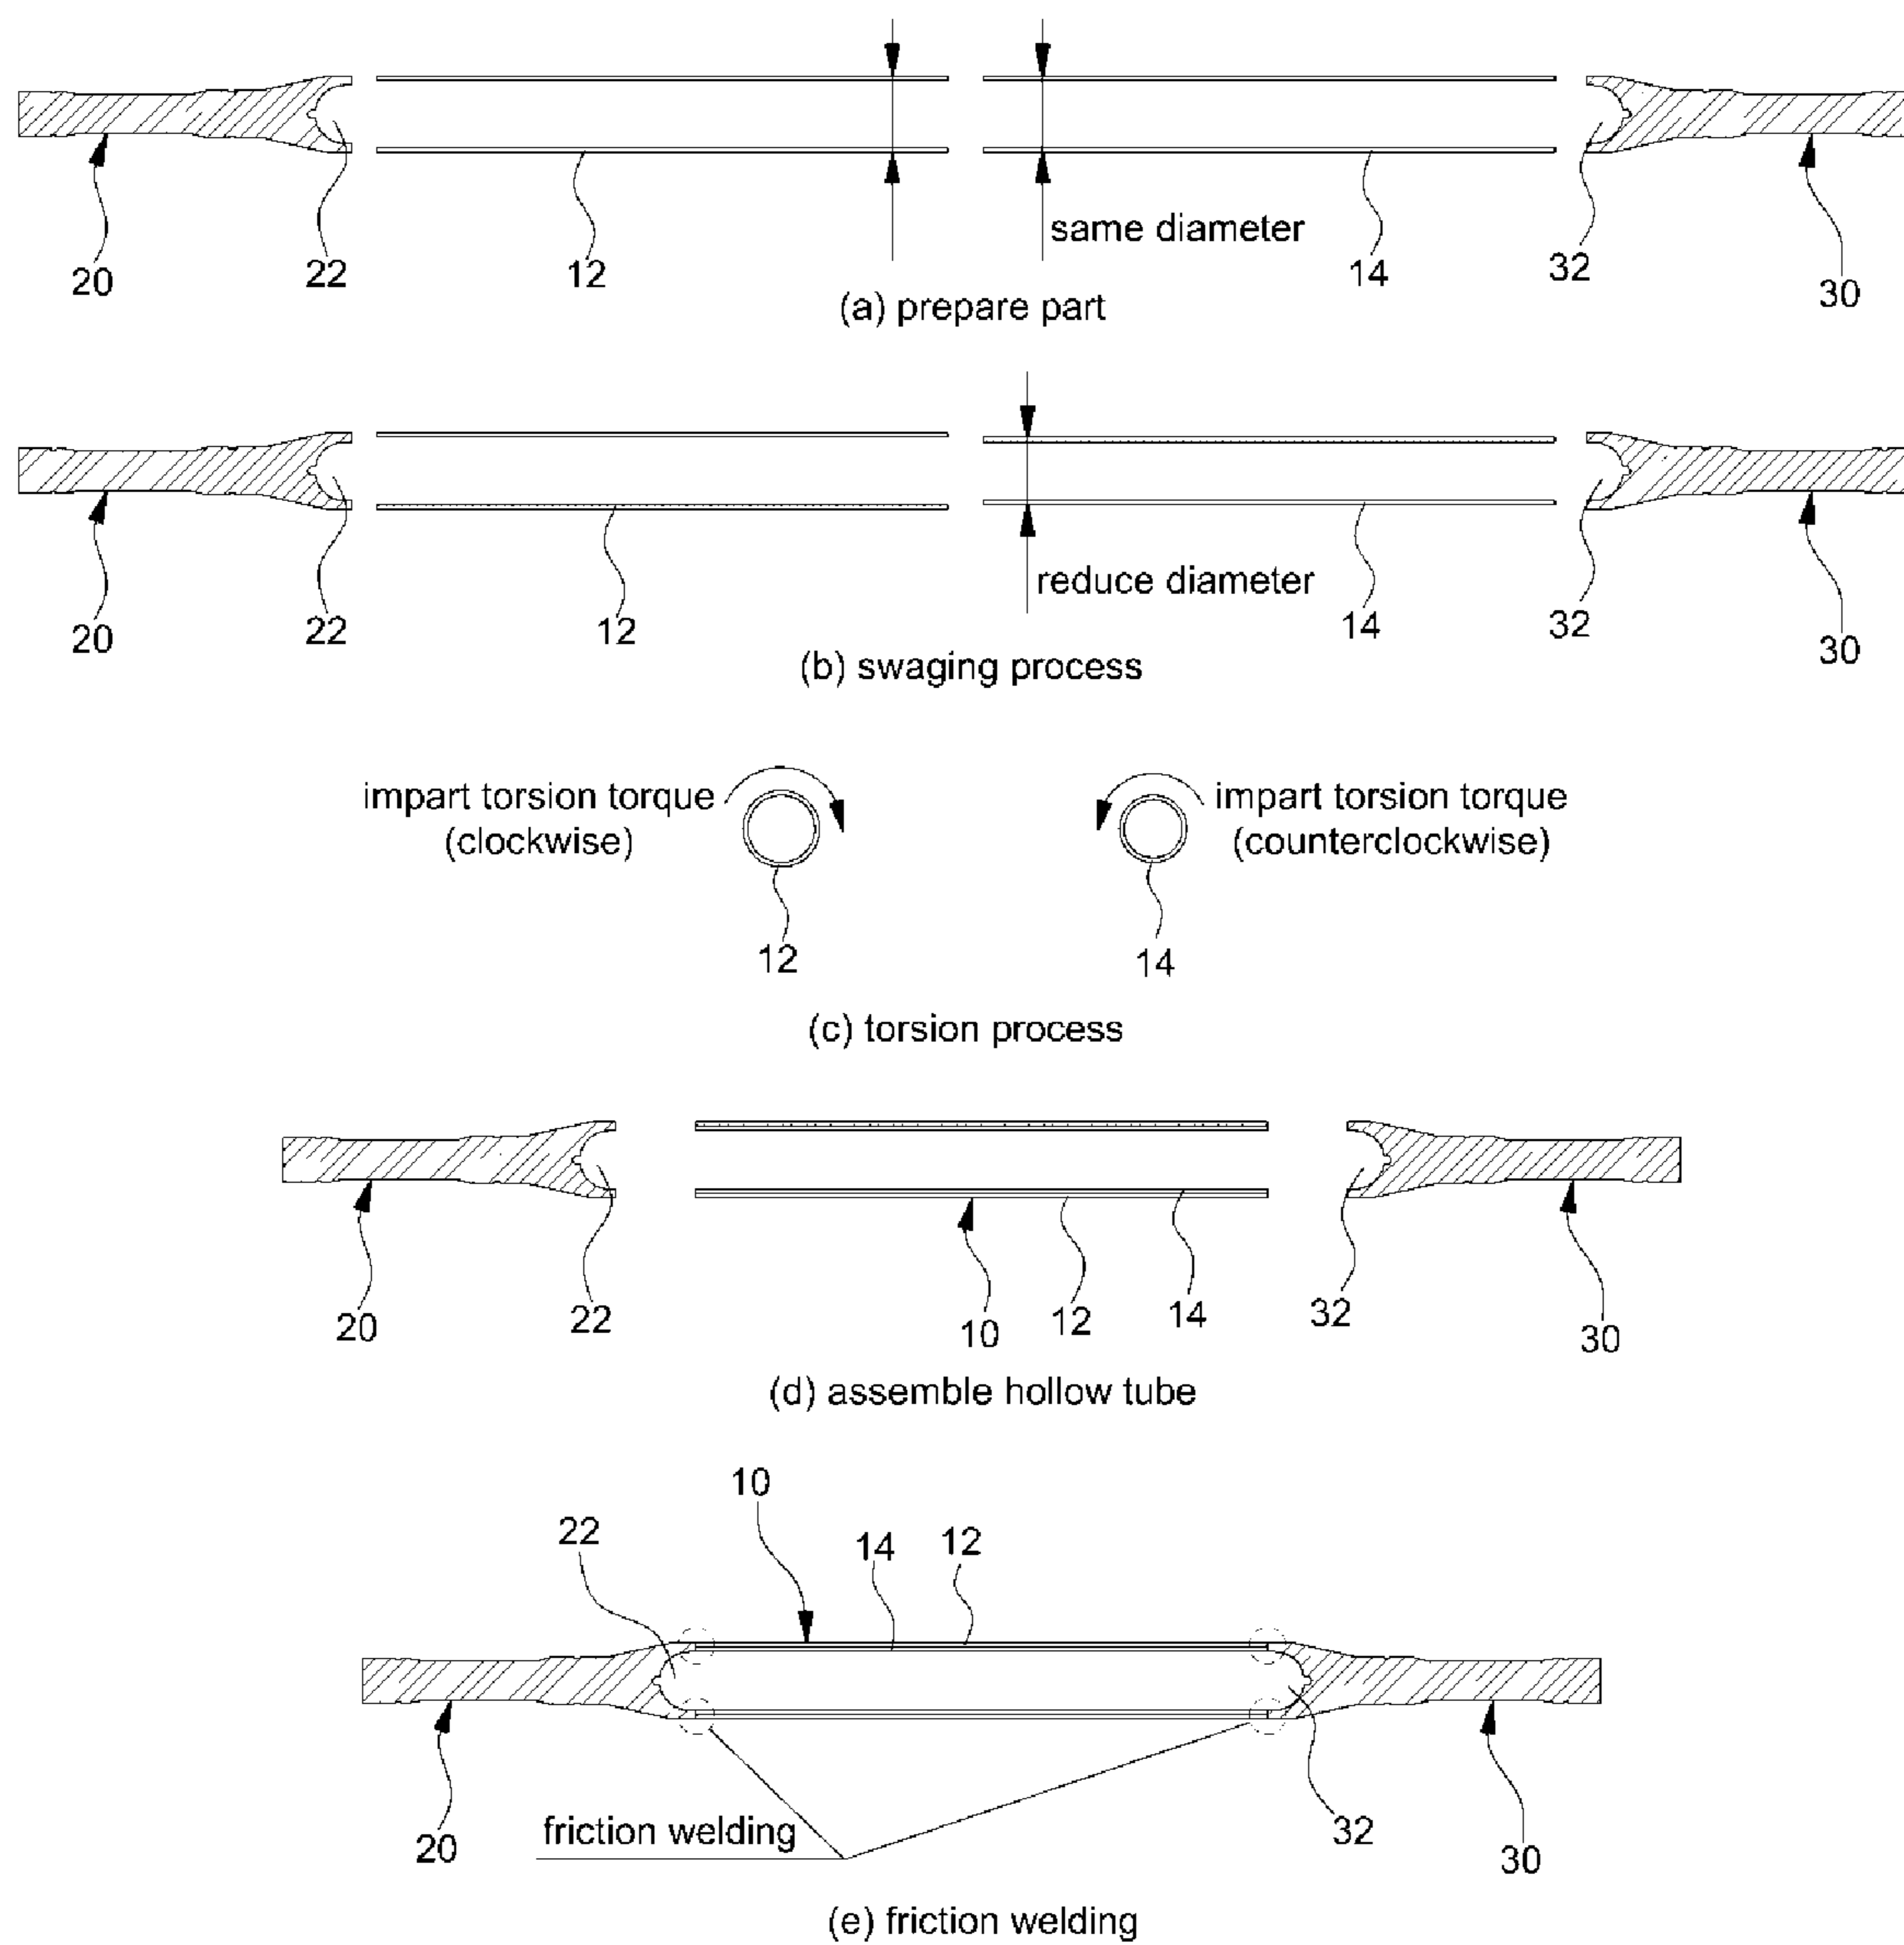 same diameter
20 22 12 14 32 30
(a) prepare part
reduce diameter
20 22 12 14 32 30
(b) swaging process
impart torsion torque
(clockwise)
impart torsion torque
(counterclockwise)
12 14
(c) torsion process
20 22 10 12 14 32 30
(d) assemble hollow tube
10
22 14 12
friction welding
20 32 30
(e) friction welding